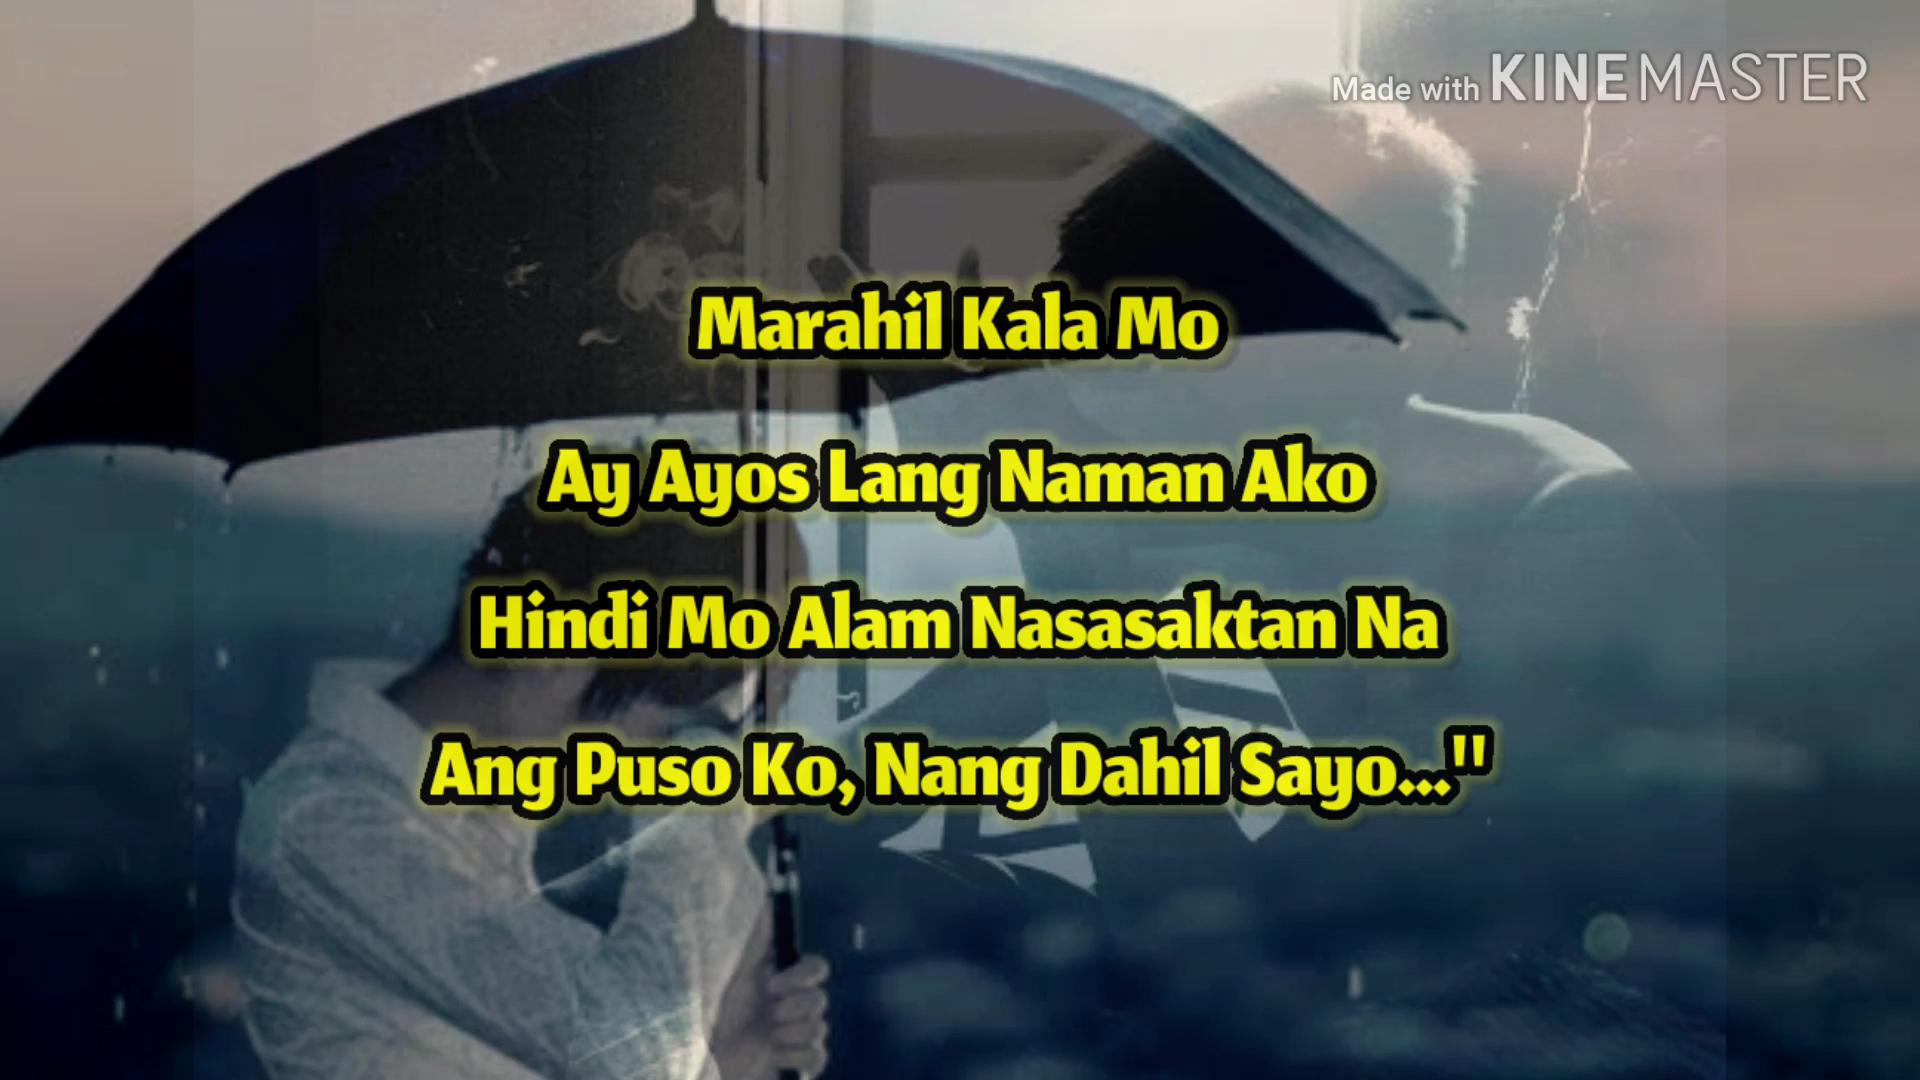 Made with KINEMASTER
Marahil Kala Mo
Ay Ayos Lang Naman Ako
Hindi Mo Alam Nasasaktan Na
Ang Puso Ko, Nang Dahil Sayo..."